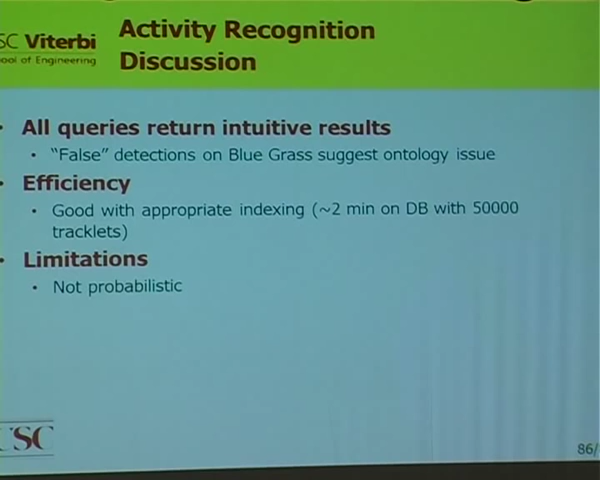 SC Viterbi
ool of Engineering
Activity Recognition
Discussion
All queries return intuitive results
"False" detections on Blue Grass suggest ontology issue
Efficiency
Good with appropriate indexing (~2 min on DB with 50000
tracklets)
Limitations
Not probabilistic
USC
86/